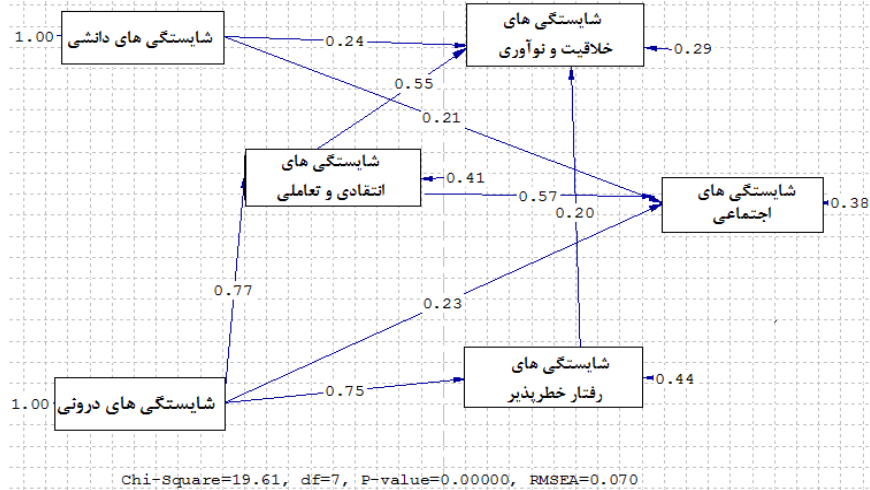 شایستگی های
خلاقیت و نوآوری
1.00
شایستگی های دانشی
0.24
0.29
0.55
0.21
شایستگی های
انتقادی و تعاملی
0.41
0.57
شایستگی های
اجتماعی
0.38
0.20
0.77
0.23
شایستگی های
رفتار خطرپذیر
0.44
0.75
1.00
شایستگی های درونی
Chi-Square=19.61, df=7, P-value=0.00000, RMSEA=0.070